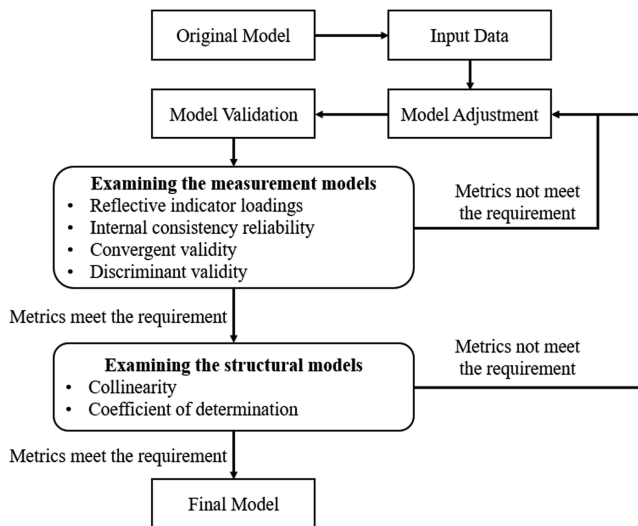 Original Model
Input Data
Model Validation
Model Adjustment
Examining the measurement models
• Reflective indicator loadings
• Internal consistency reliability
• Convergent validity
• Discriminant validity
Metrics not meet
the requirement
Metrics meet the requirement
Examining the structural models
• Collinearity
• Coefficient of determination
Metrics not meet
the requirement
Metrics meet the requirement
Final Model